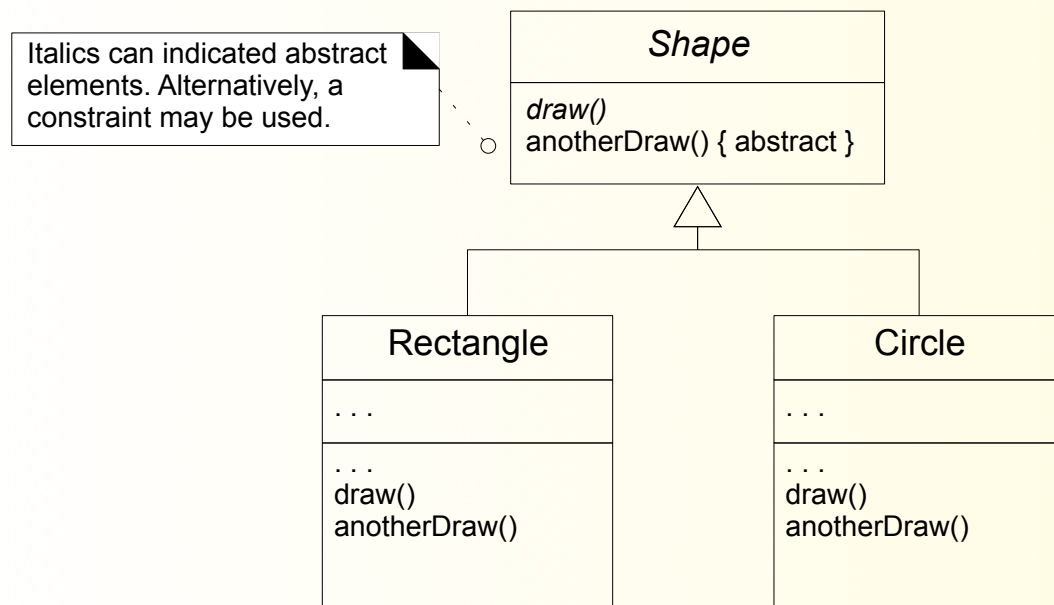 Italics can indicated abstract
elements. Alternatively, a
constraint may be used.
Shape
draw()
anotherDraw() { abstract }
Rectangle
. . .
. . .
draw()
anotherDraw()
Circle
. . .
. . .
draw()
anotherDraw()